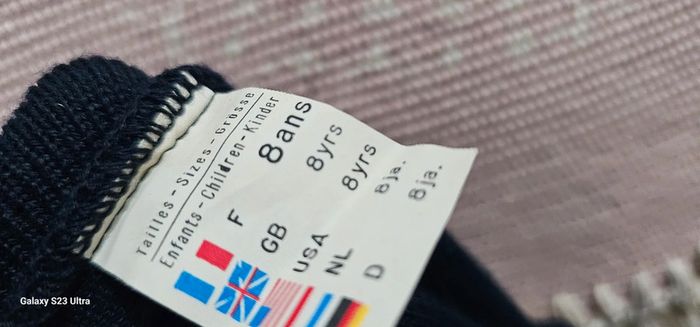 Tailles - Sizes - Grosse
Enfants - Children - Kinder
F 8ans
GB 8yrs
USA 8yrs
NL 8ja.
D 8ja.
Galaxy S23 Ultra